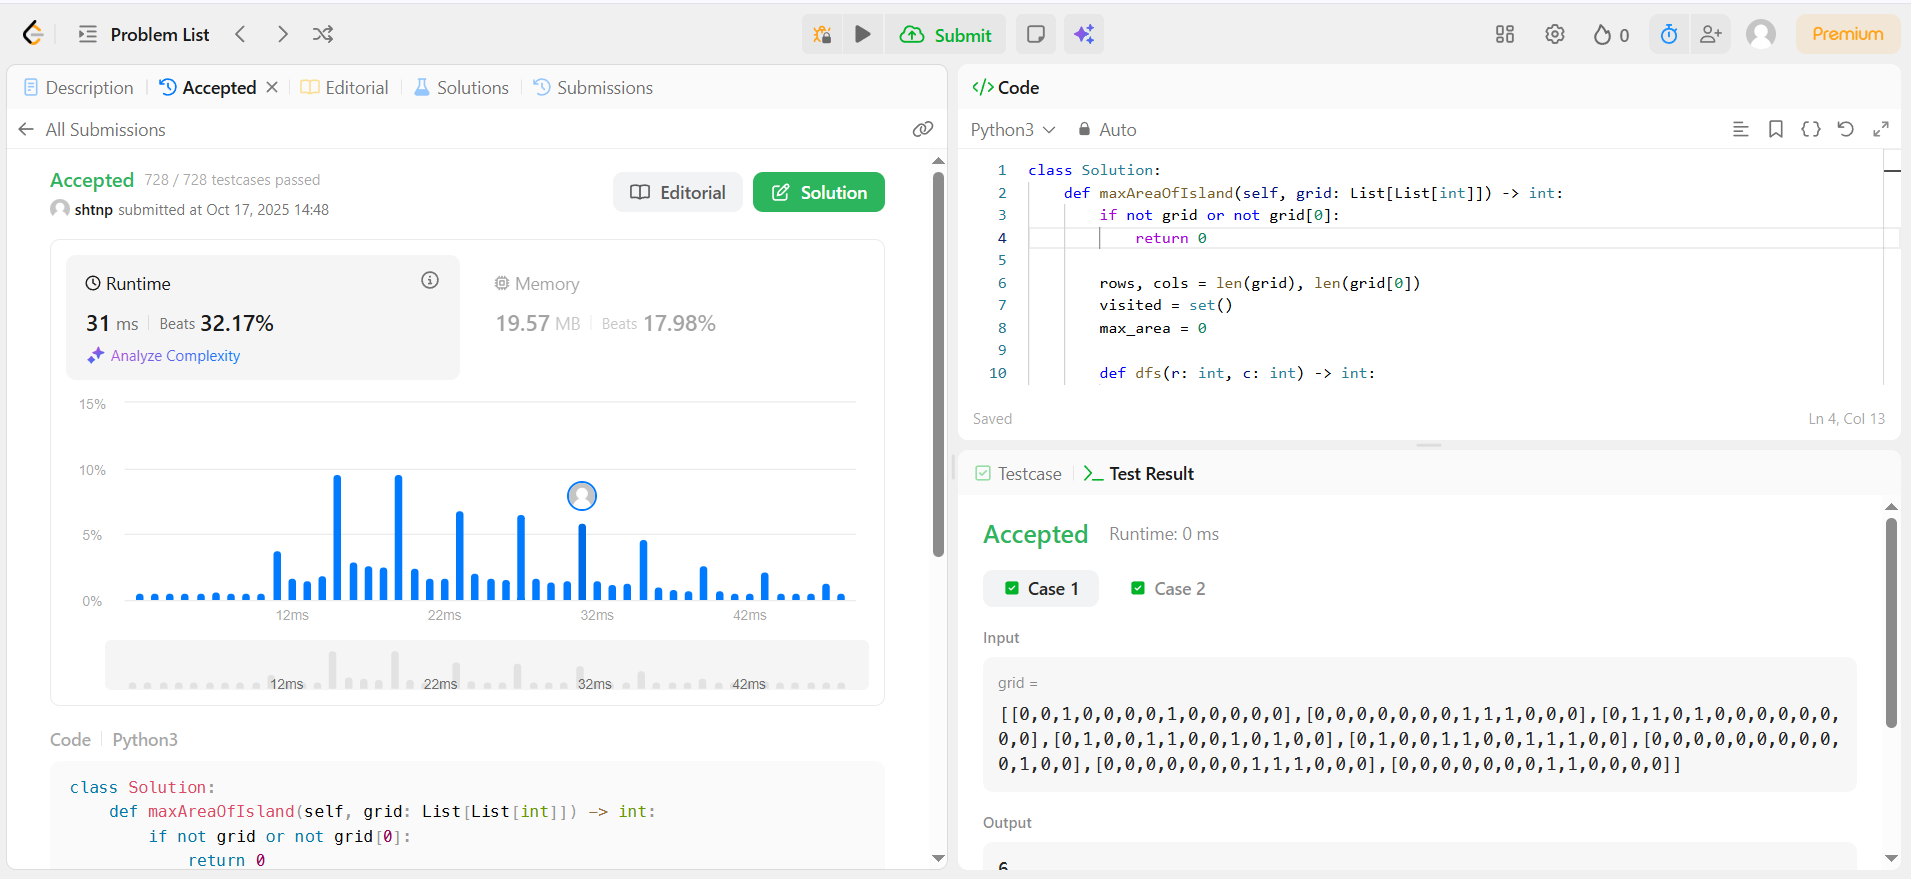 Problem List
Submit
0
Premium
Description
Accepted
Editorial
Solutions
Submissions
All Submissions
Accepted 728 / 728 testcases passed
shtnp submitted at Oct 17, 2025 14:48
Editorial
Solution
Runtime
31 ms Beats 32.17%
Analyze Complexity
Memory
19.57 MB Beats 17.98%
15%
10%
5%
0%
12ms 22ms 32ms 42ms
12ms 22ms 32ms 42ms
Code Python3
class Solution:
    def maxAreaOfIsland(self, grid: List[List[int]]) -> int:
        if not grid or not grid[0]:
            return 0
</> Code
Python3 Auto
1 class Solution:
2     def maxAreaOfIsland(self, grid: List[List[int]]) -> int:
3         if not grid or not grid[0]:
4             return 0
5
6         rows, cols = len(grid), len(grid[0])
7         visited = set()
8         max_area = 0
9
10         def dfs(r: int, c: int) -> int:
Saved
Ln 4, Col 13
Testcase
Test Result
Accepted Runtime: 0 ms
Case 1
Case 2
Input
grid =
[[0,0,1,0,0,0,0,1,0,0,0,0,0],[0,0,0,0,0,0,0,1,1,1,0,0,0],[0,1,1,0,1,0,0,0,0,0,0,
0,0],[0,1,0,0,1,1,0,0,1,0,1,0,0],[0,1,0,0,1,1,0,0,1,1,1,0,0],[0,0,0,0,0,0,0,0,0,
0,1,0,0],[0,0,0,0,0,0,0,1,1,1,0,0,0],[0,0,0,0,0,0,0,1,1,0,0,0,0]]
Output
6